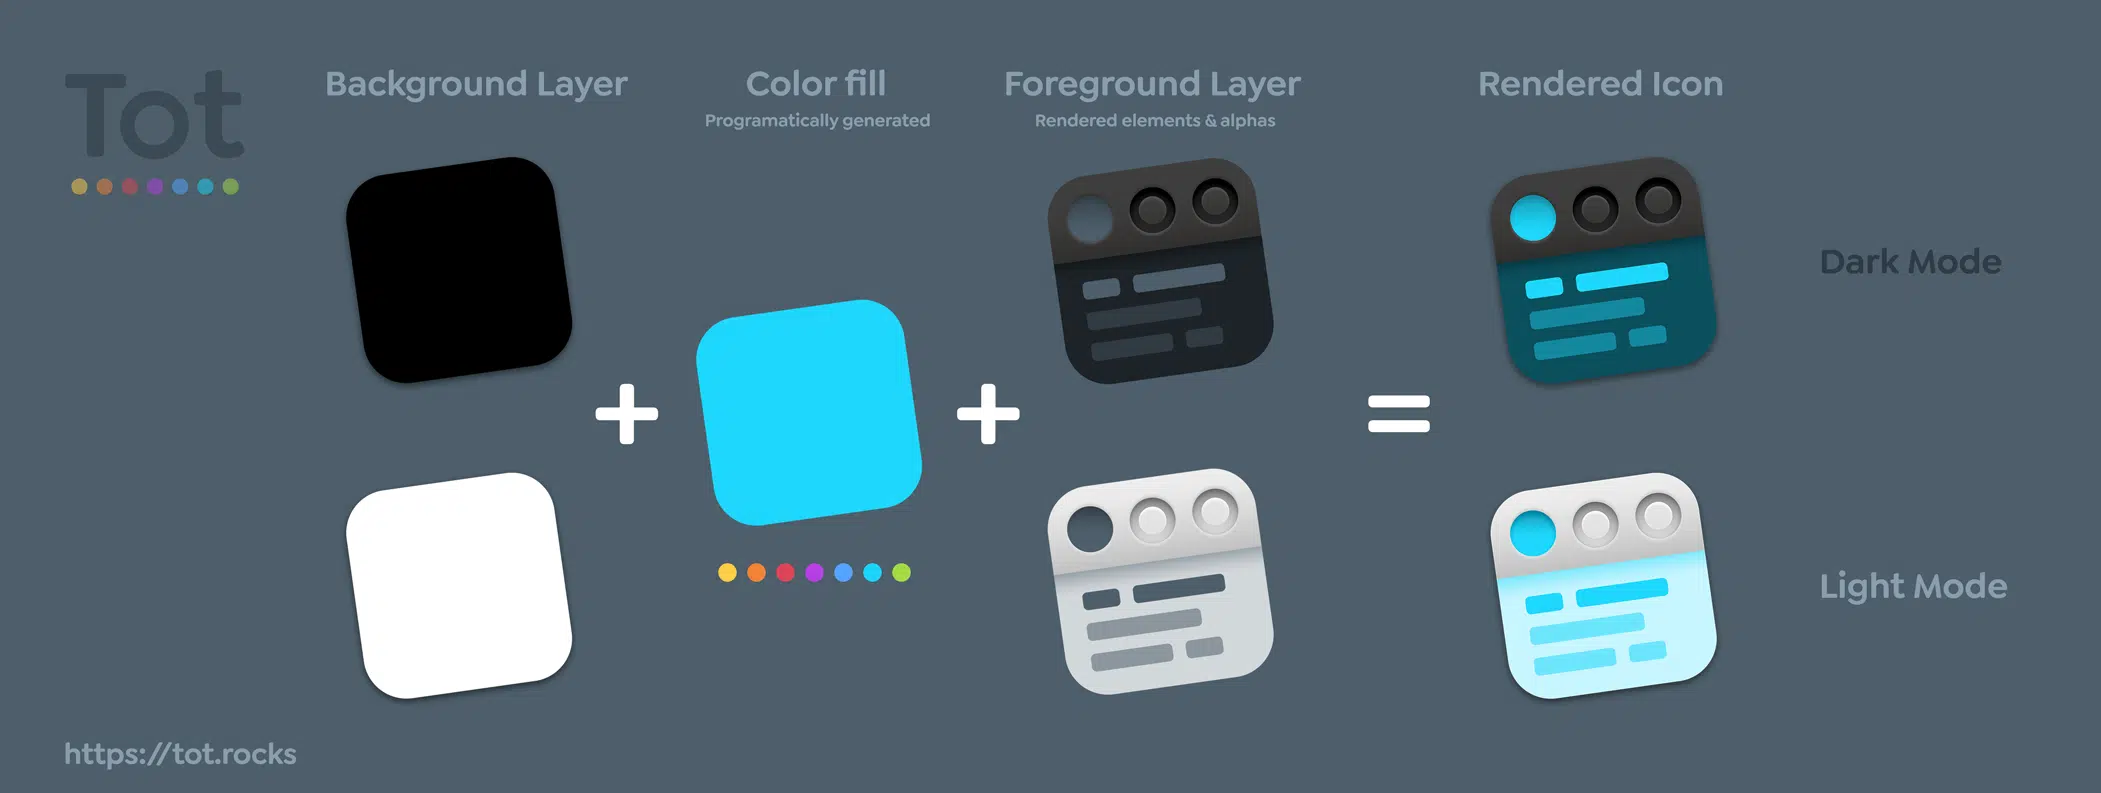 Tot
Background Layer
Color fill
Programatically generated
Foreground Layer
Rendered elements & alphas
Rendered Icon
Dark Mode
Light Mode
https://tot.rocks